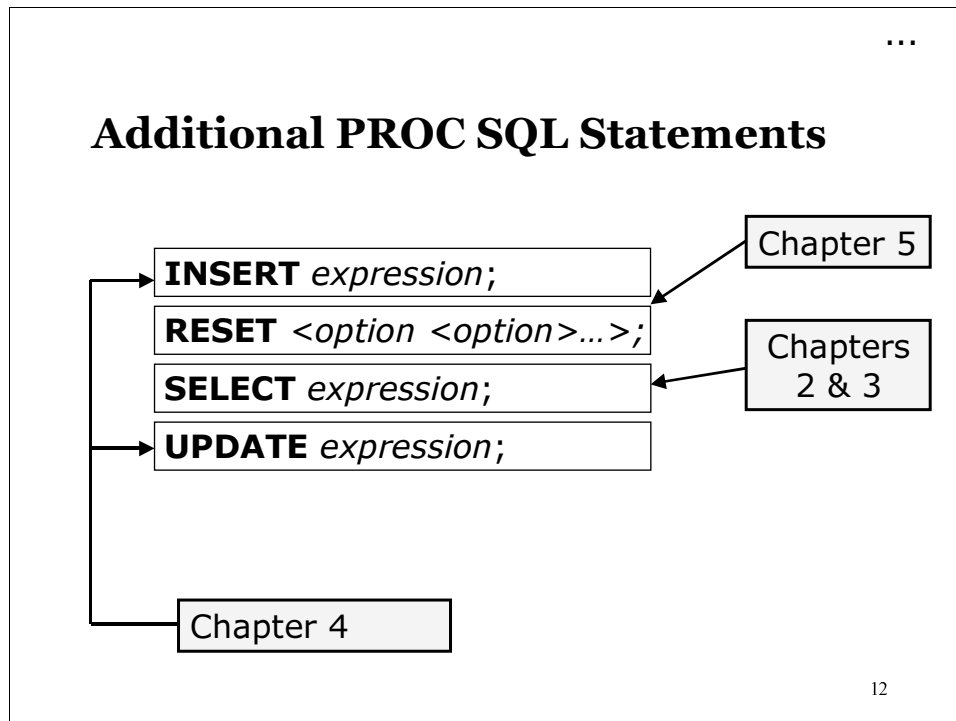 ...
Additional PROC SQL Statements
Chapter 5
INSERT expression;
RESET <option <option>…>;
Chapters
2 & 3
SELECT expression;
UPDATE expression;
Chapter 4
12